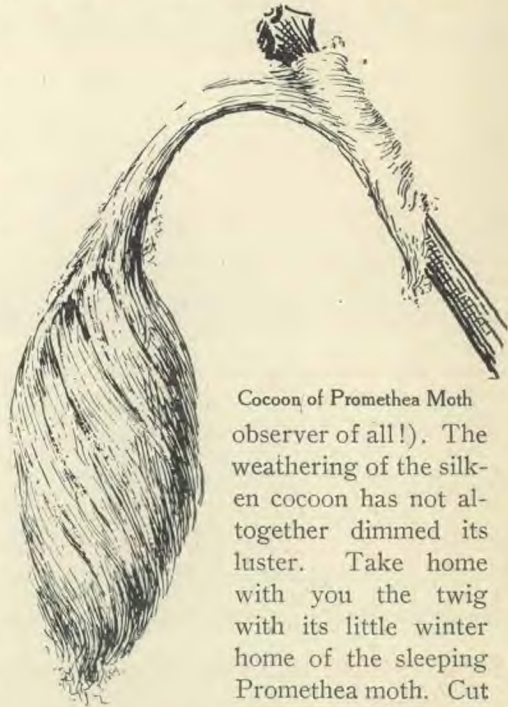 Cocoon of Promethea Moth
observer of all!). The
weathering of the silk-
en cocoon has not al-
together dimmed its
luster. Take home
with you the twig
with its little winter
home of the sleeping
Promethea moth. Cut